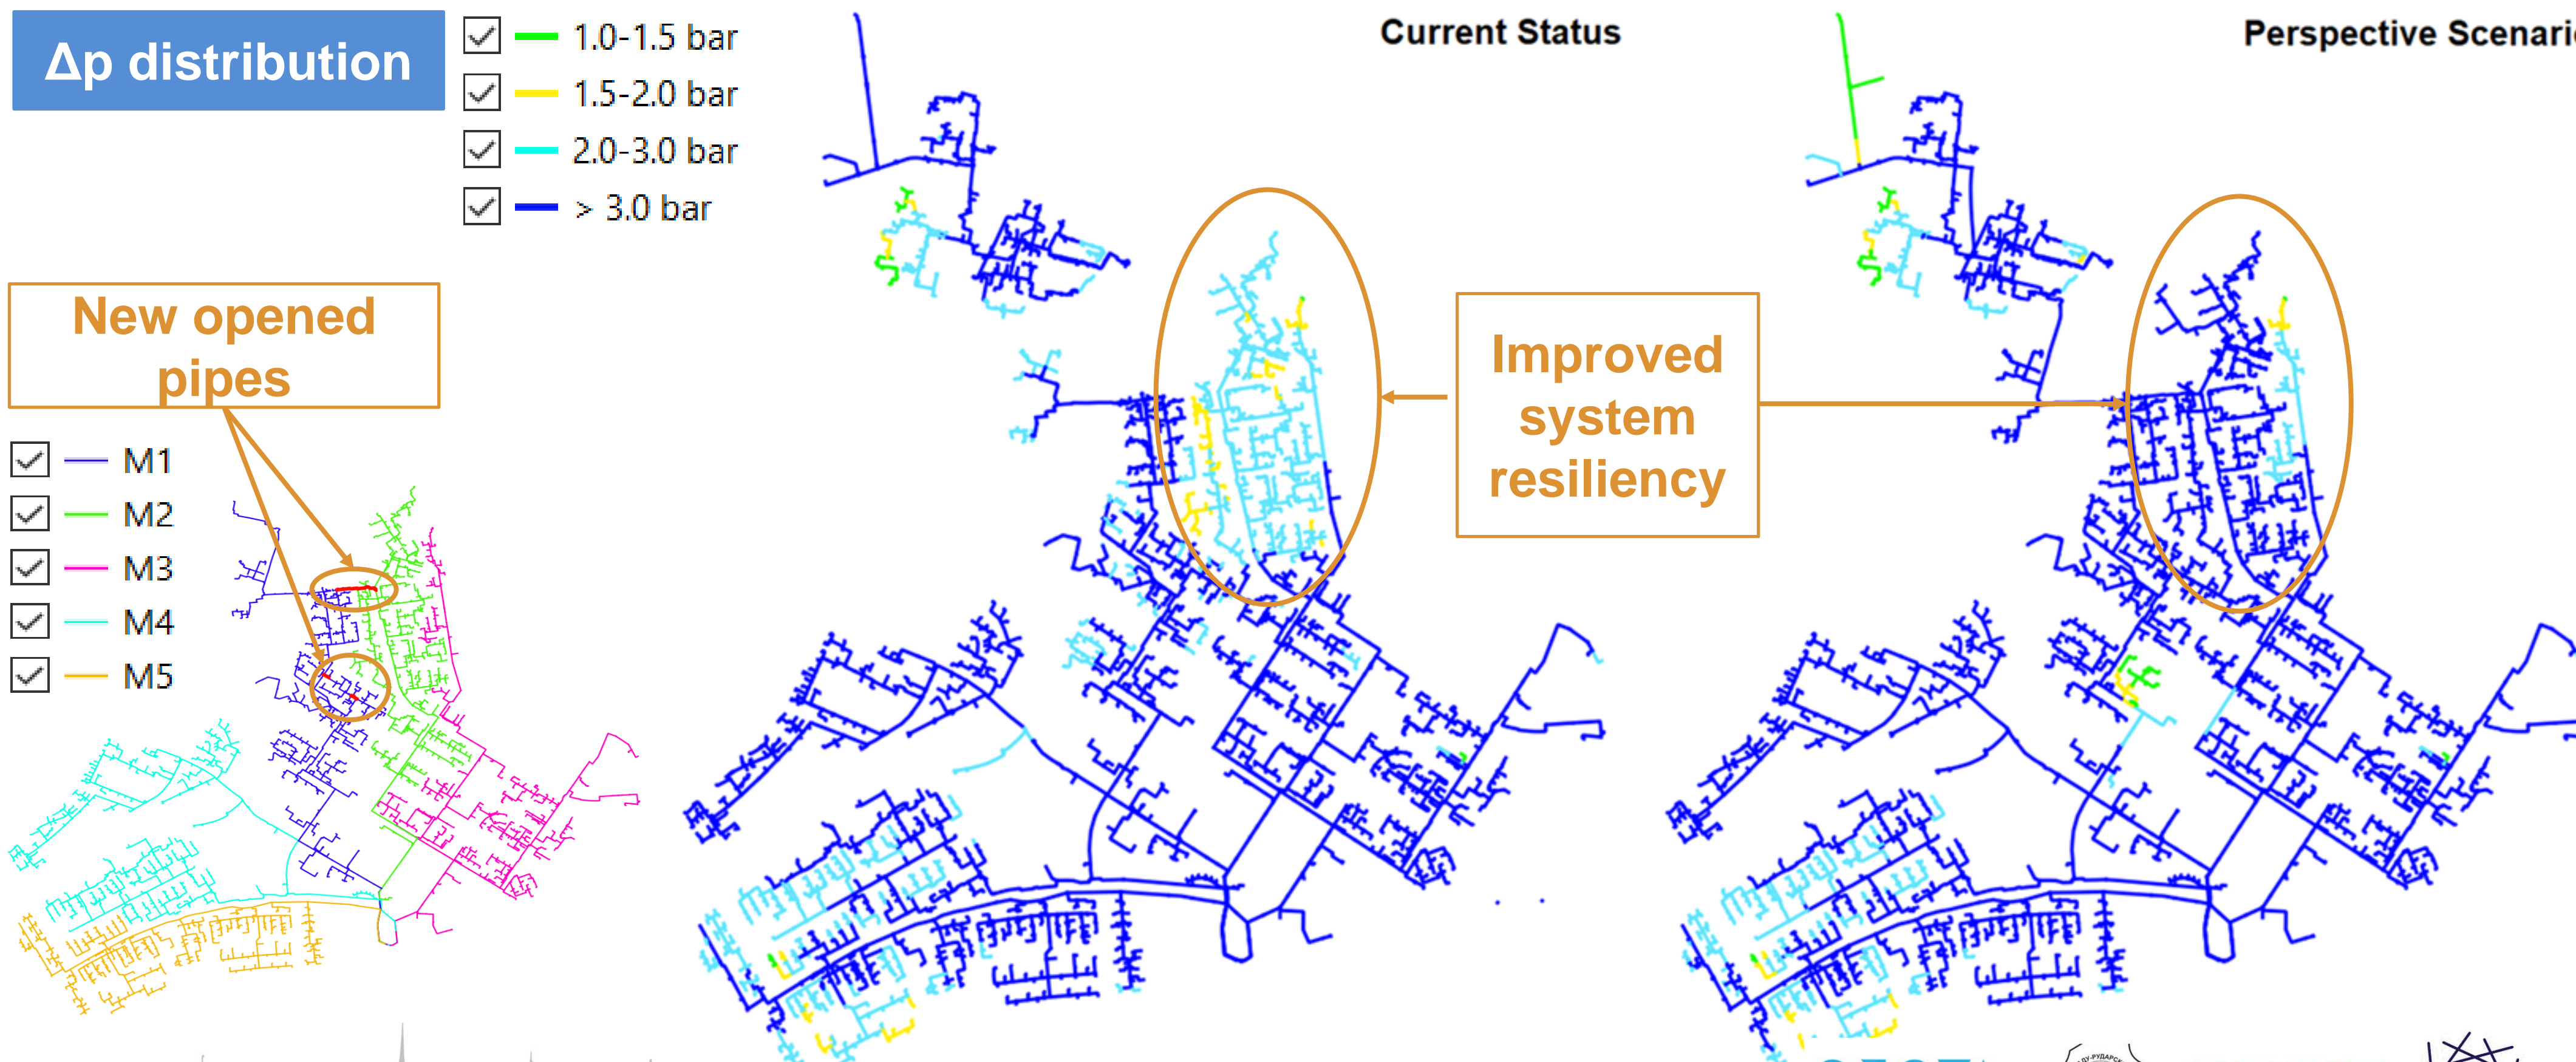 Δp distribution
1.0-1.5 bar
1.5-2.0 bar
2.0-3.0 bar
> 3.0 bar
Current Status
Perspective Scenari
New opened
pipes
Improved
system
resiliency
M1
M2
M3
M4
M5